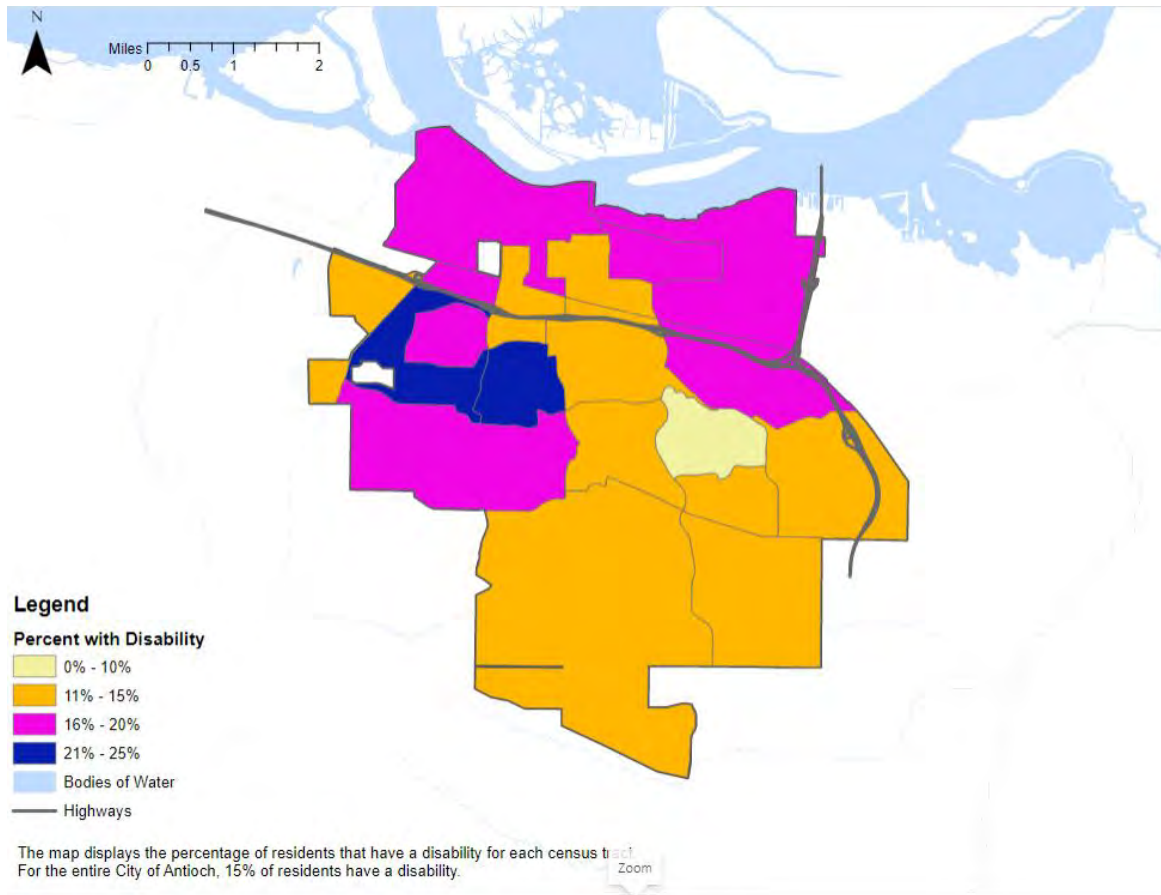 N
Miles
0 0.5 1 2
Legend
Percent with Disability
0% - 10%
11% - 15%
16% - 20%
21% - 25%
Bodies of Water
Highways
The map displays the percentage of residents that have a disability for each census tract.
For the entire City of Antioch, 15% of residents have a disability.
Zoom